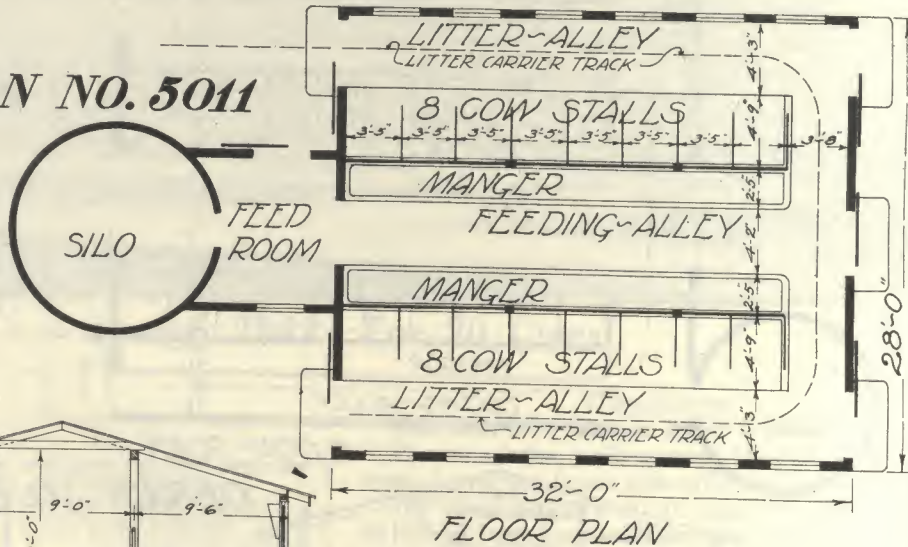 N NO. 5011
LITTER~ALLEY
LITTER CARRIER TRACK
4'-3"
8 COW STALLS
4'-9"
3'-5" 3'-5" 3'-5" 3'-5" 3'-5" 3'-5" 3'-5" 3'-8"
MANGER
2'-5"
SILO
FEED
ROOM
FEEDING~ALLEY
4'-2"
MANGER
2'-5"
8 COW STALLS
4'-9"
28'-0"
LITTER~ALLEY
LITTER CARRIER TRACK
4'-3"
32'-0"
FLOOR PLAN
9'-0" 9'-6"